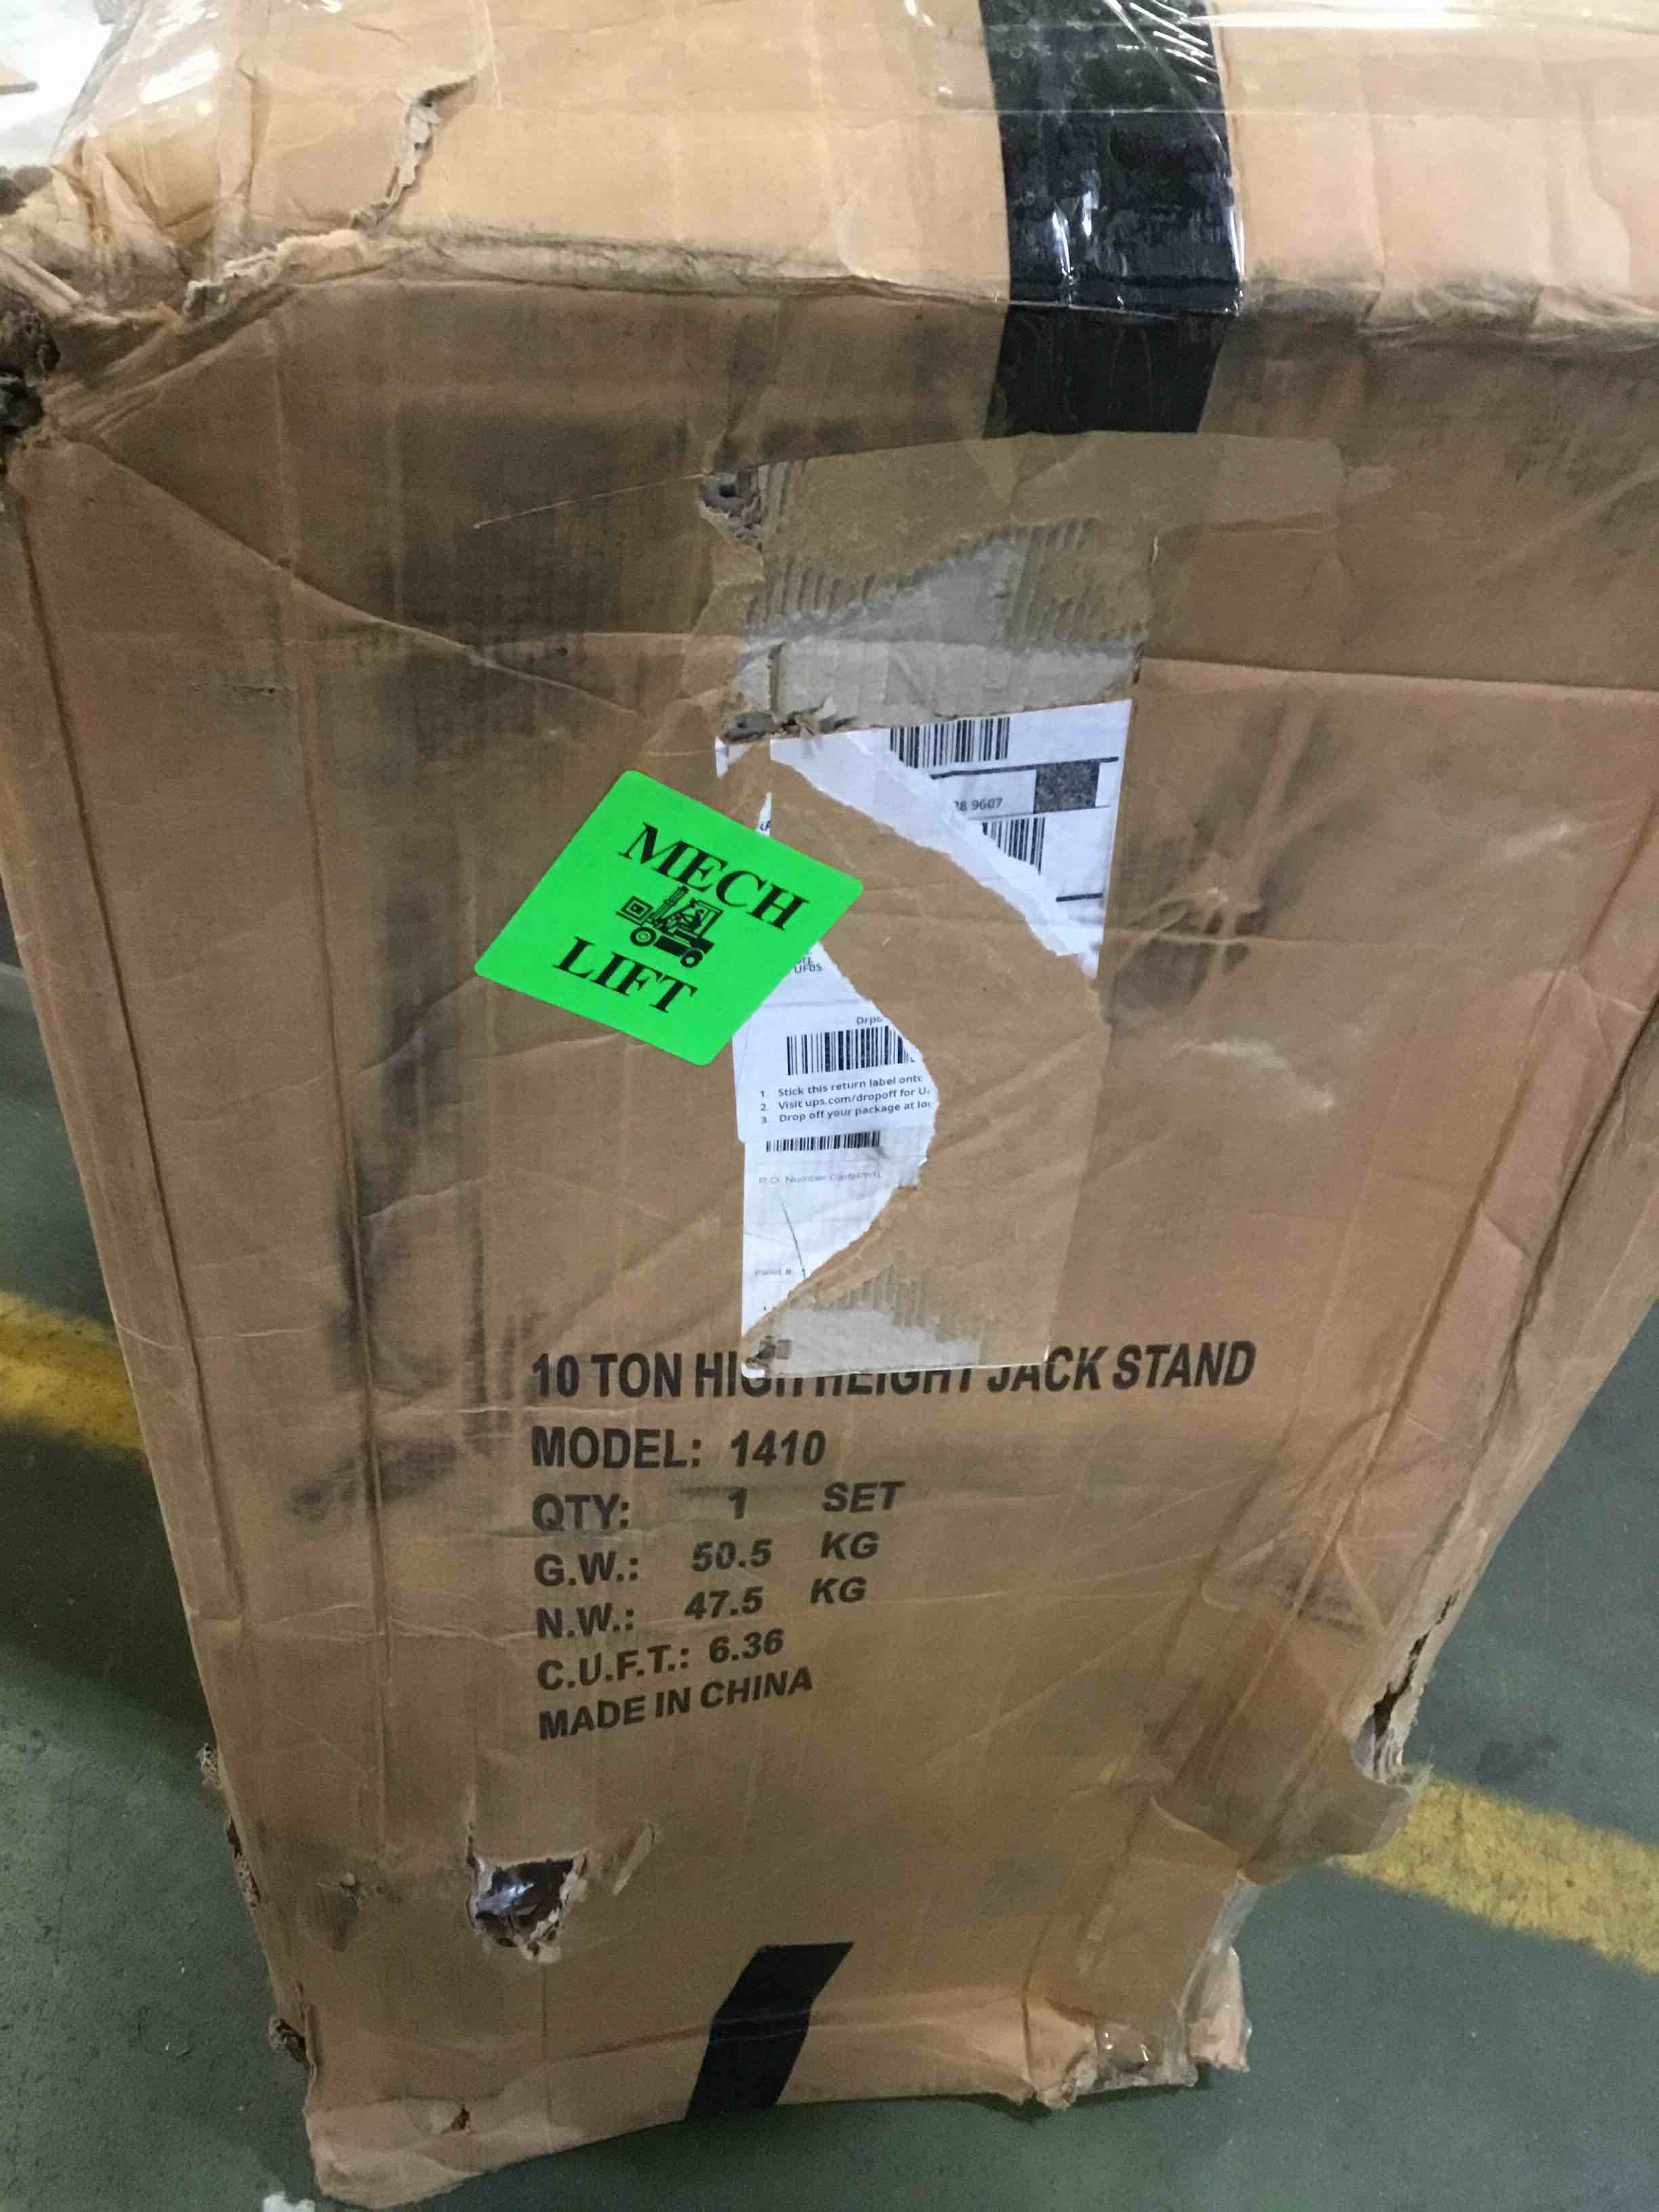 9607
MECH
LIFT
1. Stick this return label onto
2. Visit ups.com/dropoff for
3. Drop off your package at
P.O. Number
Pallet #:
10 TON HIGH HEIGHT JACK STAND
MODEL: 1410
QTY: 1 SET
G.W.: 50.5 KG
N.W.: 47.5 KG
C.U.F.T.: 6.36
MADE IN CHINA